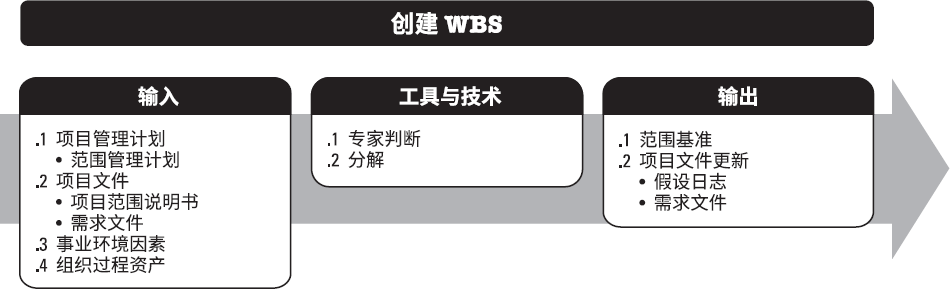 创建 WBS
输入
.1 项目管理计划
• 范围管理计划
.2 项目文件
• 项目范围说明书
• 需求文件
.3 事业环境因素
.4 组织过程资产
工具与技术
.1 专家判断
.2 分解
输出
.1 范围基准
.2 项目文件更新
• 假设日志
• 需求文件